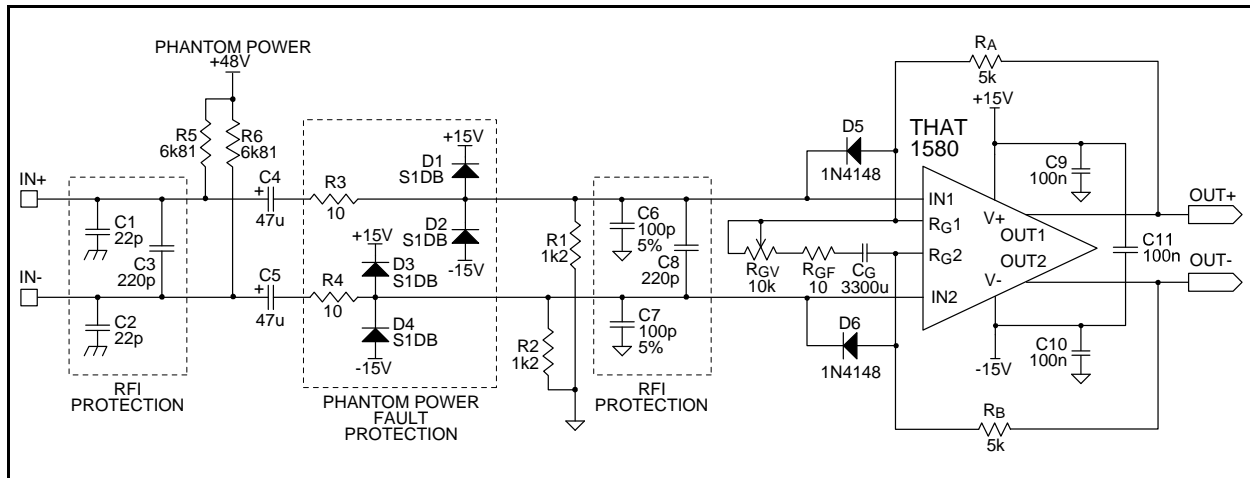 PHANTOM POWER
+48V
R5
6k81
R6
6k81
IN+
C1
22p
C3
220p
IN-
C2
22p
RFI
PROTECTION
C4
+
47u
C5
+
47u
R3
10
R4
10
+15V
D1
S1DB
D2
S1DB
-15V
+15V
D3
S1DB
D4
S1DB
-15V
PHANTOM POWER
FAULT
PROTECTION
R1
1k2
R2
1k2
C6
100p
5%
C8
220p
C7
100p
5%
RFI
PROTECTION
D5
1N4148
RGV
10k
RGF
10
CG
3300u
D6
1N4148
RA
5k
+15V
THAT
1580
C9
100n
IN1
RG1
RG2
IN2
V+
OUT1
OUT2
V-
C11
100n
C10
100n
-15V
RB
5k
OUT+
OUT-